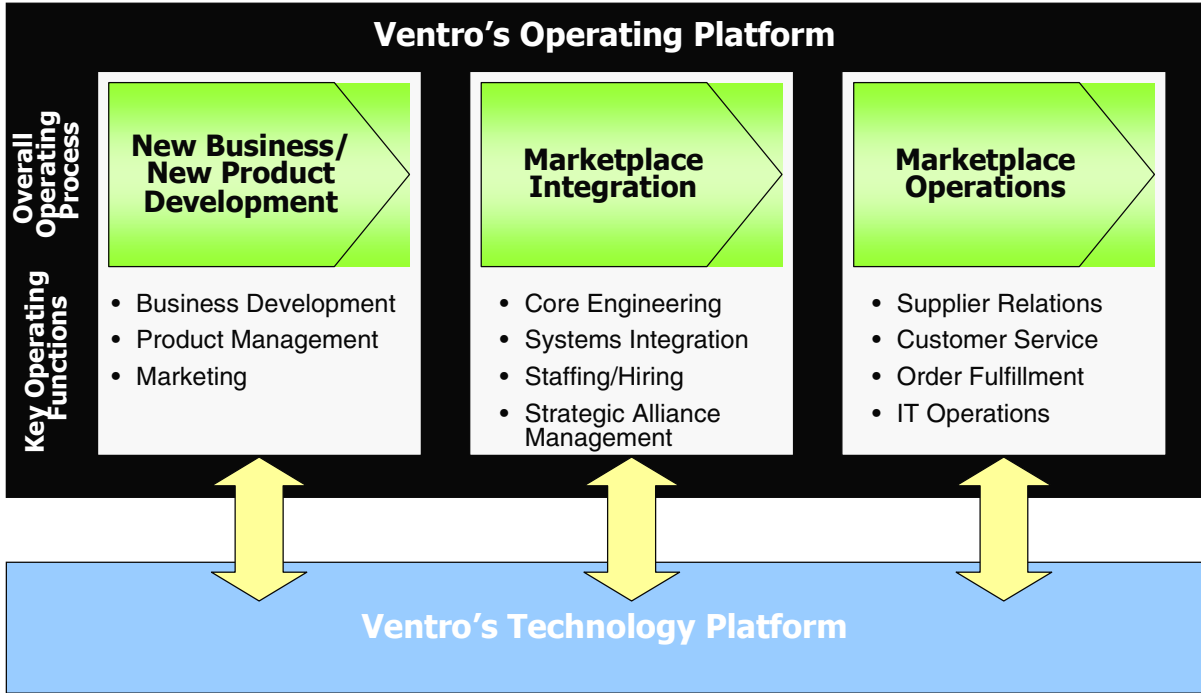 Ventro’s Operating Platform
Overall
Operating
Process
New Business/
New Product
Development
Marketplace
Integration
Marketplace
Operations
Key Operating
Functions
• Business Development
• Product Management
• Marketing
• Core Engineering
• Systems Integration
• Staffing/Hiring
• Strategic Alliance
Management
• Supplier Relations
• Customer Service
• Order Fulfillment
• IT Operations
Ventro’s Technology Platform